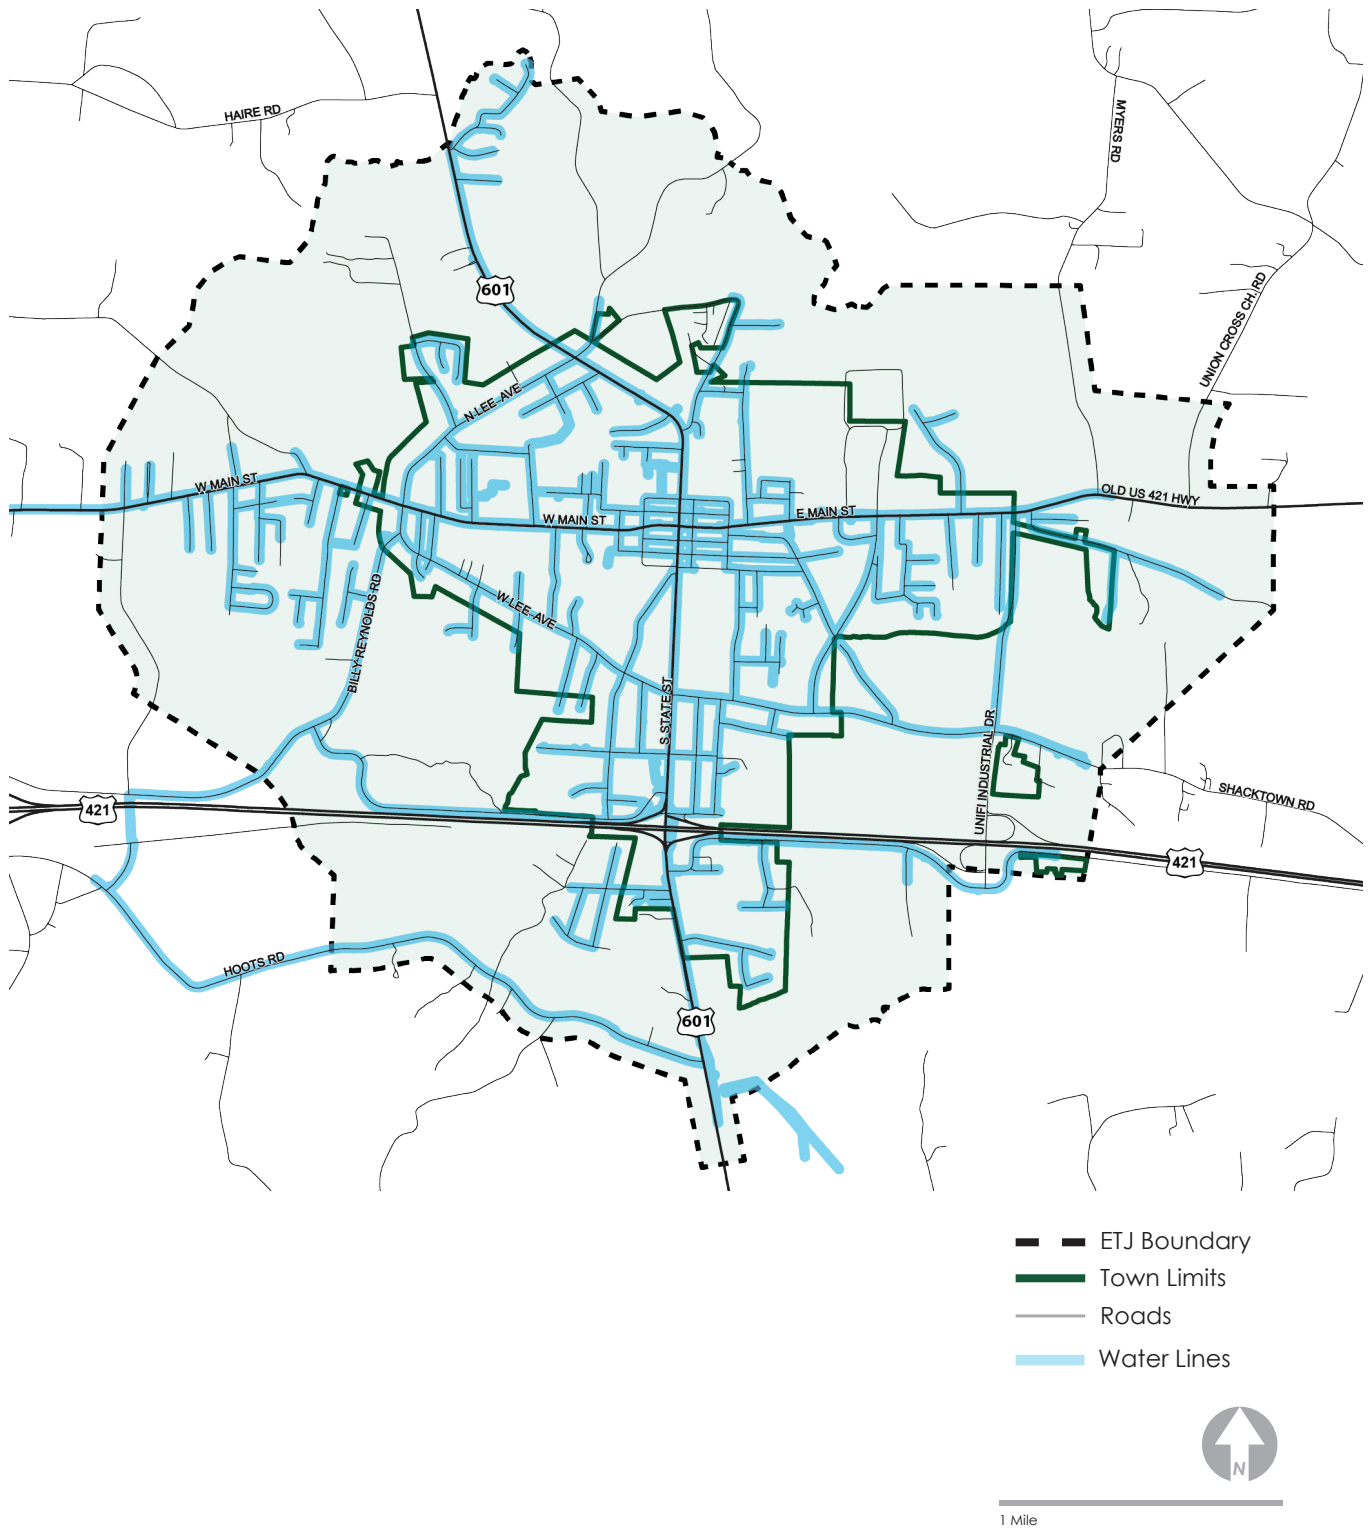 HAIRE RD
MYERS RD
601
UNION CROSS CH. RD
N LEE AVE
W MAIN ST
OLD US 421 HWY
W MAIN ST
E MAIN ST
BILLY REYNOLDS RD
W LEE AVE
S STATE ST
UNIFI INDUSTRIAL DR
SHACKTOWN RD
421
421
HOOTS RD
601
ETJ Boundary
Town Limits
Roads
Water Lines
N
1 Mile